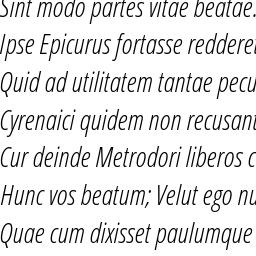 Sint modo partes vitae beatae.
Ipse Epicurus fortasse redderet
Quid ad utilitatem tantae pecu
Cyrenaici quidem non recusant
Cur deinde Metrodori liberos c
Hunc vos beatum; Velut ego nu
Quae cum dixisset paulumque